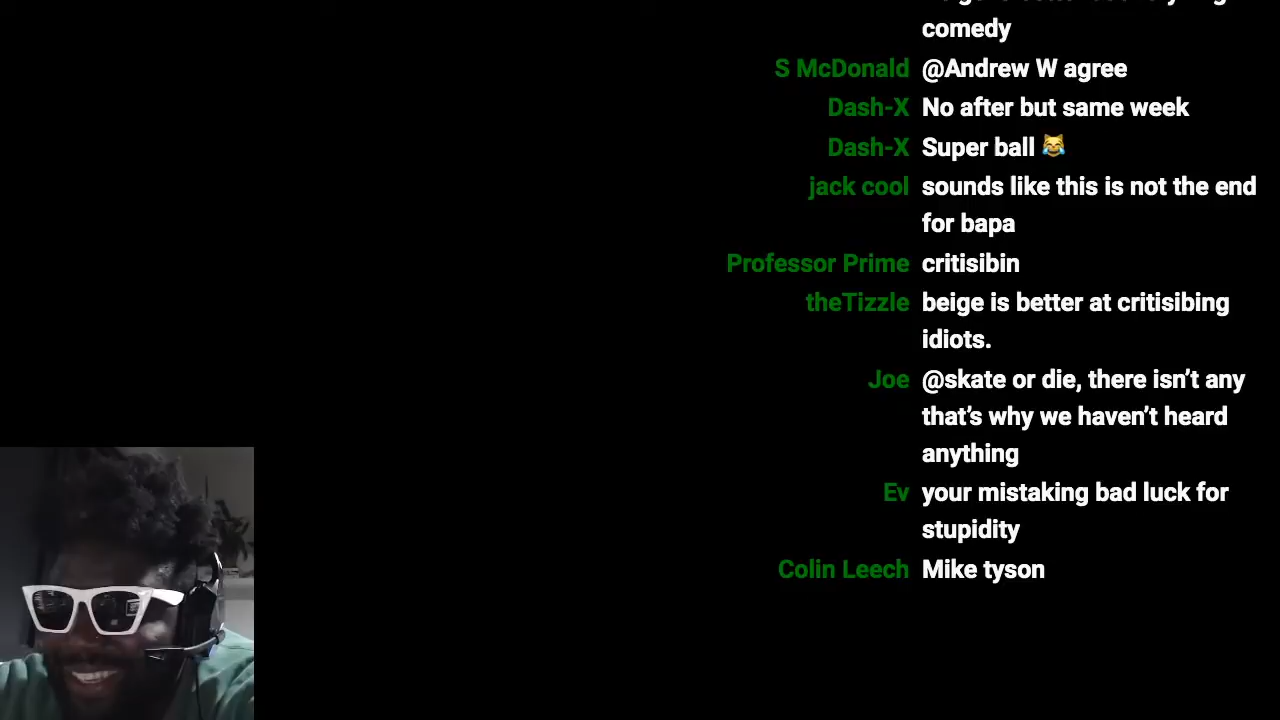 comedy
S McDonald @Andrew W agree
Dash-X No after but same week
Dash-X Super ball 😹
jack cool sounds like this is not the end
for bapa
Professor Prime critisibin
theTizzle beige is better at critisibing
idiots.
Joe @skate or die, there isn’t any
that’s why we haven’t heard
anything
Ev your mistaking bad luck for
stupidity
Colin Leech Mike tyson